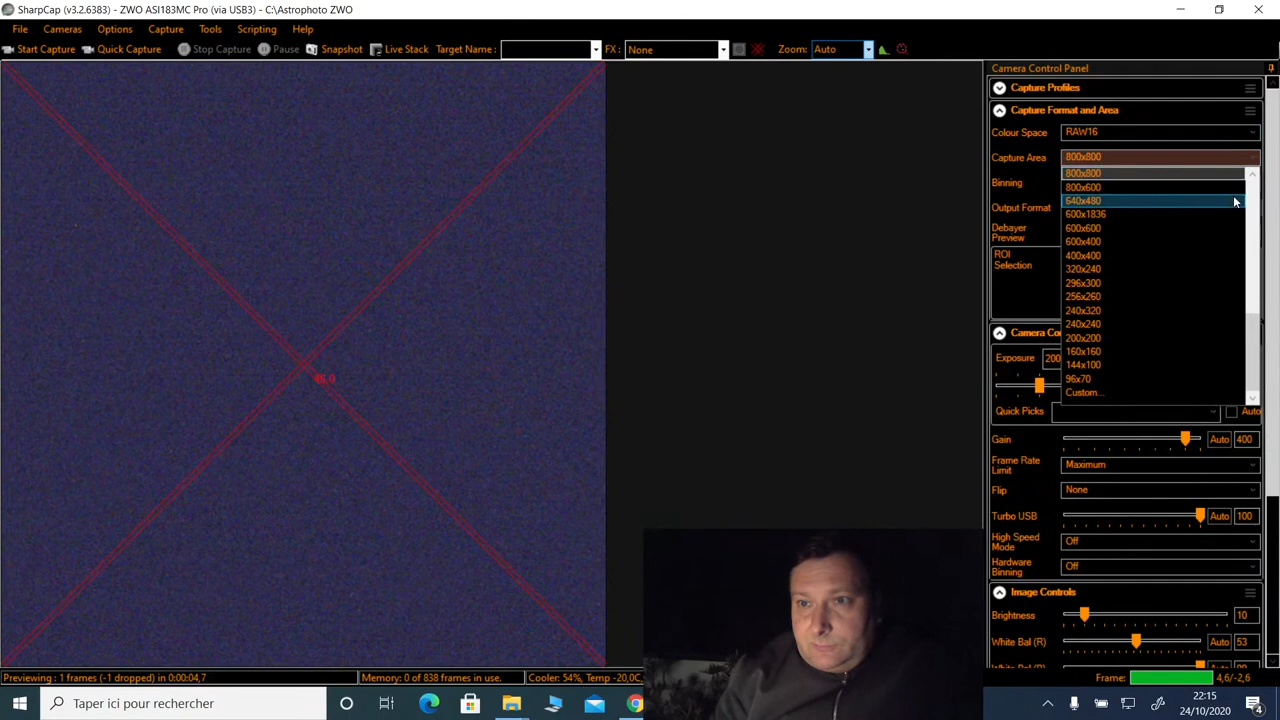 SharpCap (v3.2.6383) - ZWO ASI183MC Pro (via USB3) - C:\Astrophoto ZWO
File Cameras Options Capture Tools Scripting Help
Start Capture Quick Capture Stop Capture Pause Snapshot Live Stack Target Name : FX : None Zoom: Auto
Camera Control Panel
Capture Profiles
Capture Format and Area
Colour Space RAW16
Capture Area 800x800
800x800
Binning
800x600
640x480
Output Format
600x1836
Debayer
Preview
600x600
600x400
ROI
Selection
400x400
320x240
296x300
256x260
240x320
240x240
200x200
160x160
144x100
96x70
Custom...
Camera Co
Exposure 200
Quick Picks Auto
Gain Auto 400
Frame Rate
Limit Maximum
Flip None
Turbo USB Auto 100
High Speed
Mode Off
Hardware
Binning Off
Image Controls
Brightness 10
White Bal (R) Auto 53
Previewing : 1 frames (-1 dropped) in 0:00:04,7 Memory: 0 of 838 frames in use. Cooler: 54%, Temp -20,0C, Frame: 4,6/-2,6
Taper ici pour rechercher
22:15
24/10/2020
4